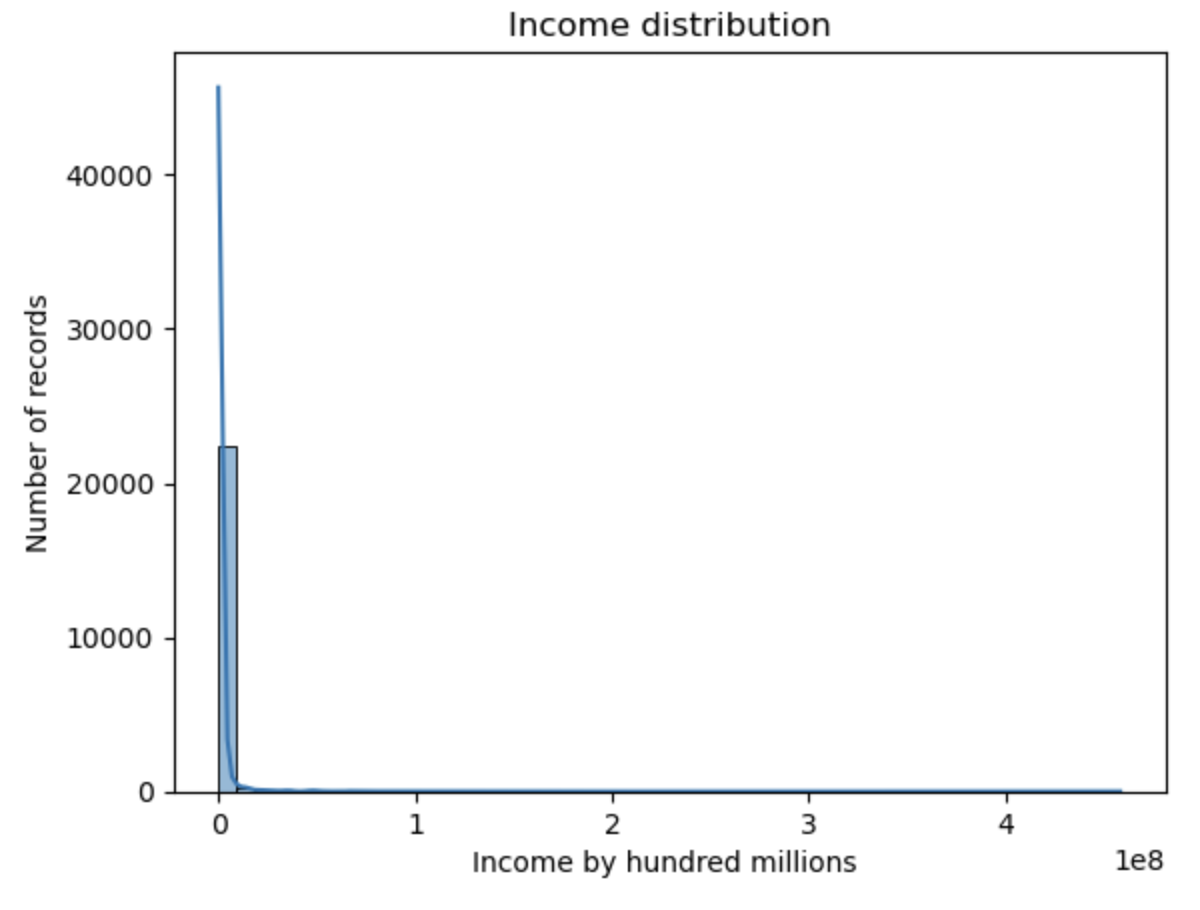 Income distribution
Number of records
40000
30000
20000
10000
0
0 1 2 3 4
1e8
Income by hundred millions